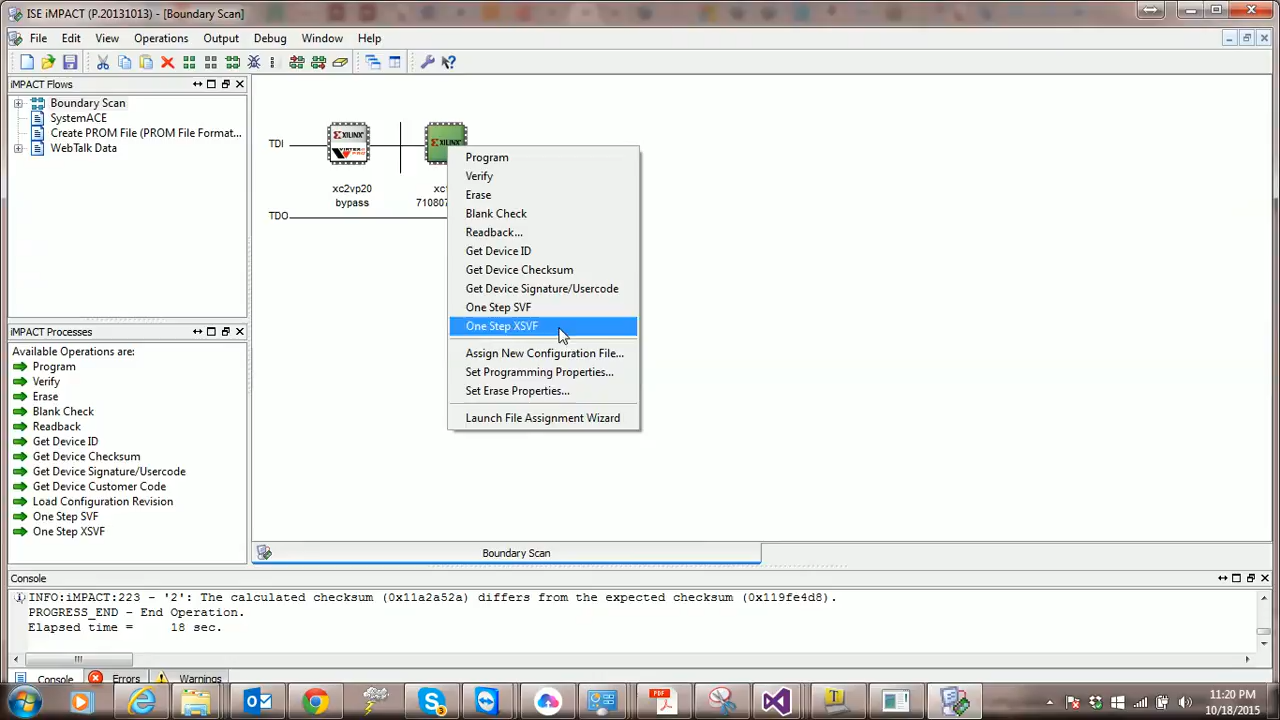 ISE iMPACT (P.20131013) - [Boundary Scan]
File Edit View Operations Output Debug Window Help
iMPACT Flows
Boundary Scan
SystemACE
Create PROM File (PROM File Format...
WebTalk Data
TDI
XILINX
XILINX
xc2vp20
bypass
xc
71080
TDO
Program
Verify
Erase
Blank Check
Readback...
Get Device ID
Get Device Checksum
Get Device Signature/Usercode
One Step SVF
One Step XSVF
Assign New Configuration File...
Set Programming Properties...
Set Erase Properties...
Launch File Assignment Wizard
iMPACT Processes
Available Operations are:
Program
Verify
Erase
Blank Check
Readback
Get Device ID
Get Device Checksum
Get Device Signature/Usercode
Get Device Customer Code
Load Configuration Revision
One Step SVF
One Step XSVF
Boundary Scan
Console
INFO:iMPACT:223 - '2': The calculated checksum (0x11a2a52a) differs from the expected checksum (0x119fe4d8).
PROGRESS_END - End Operation.
Elapsed time = 18 sec.
Console Errors Warnings
11:20 PM
10/18/2015